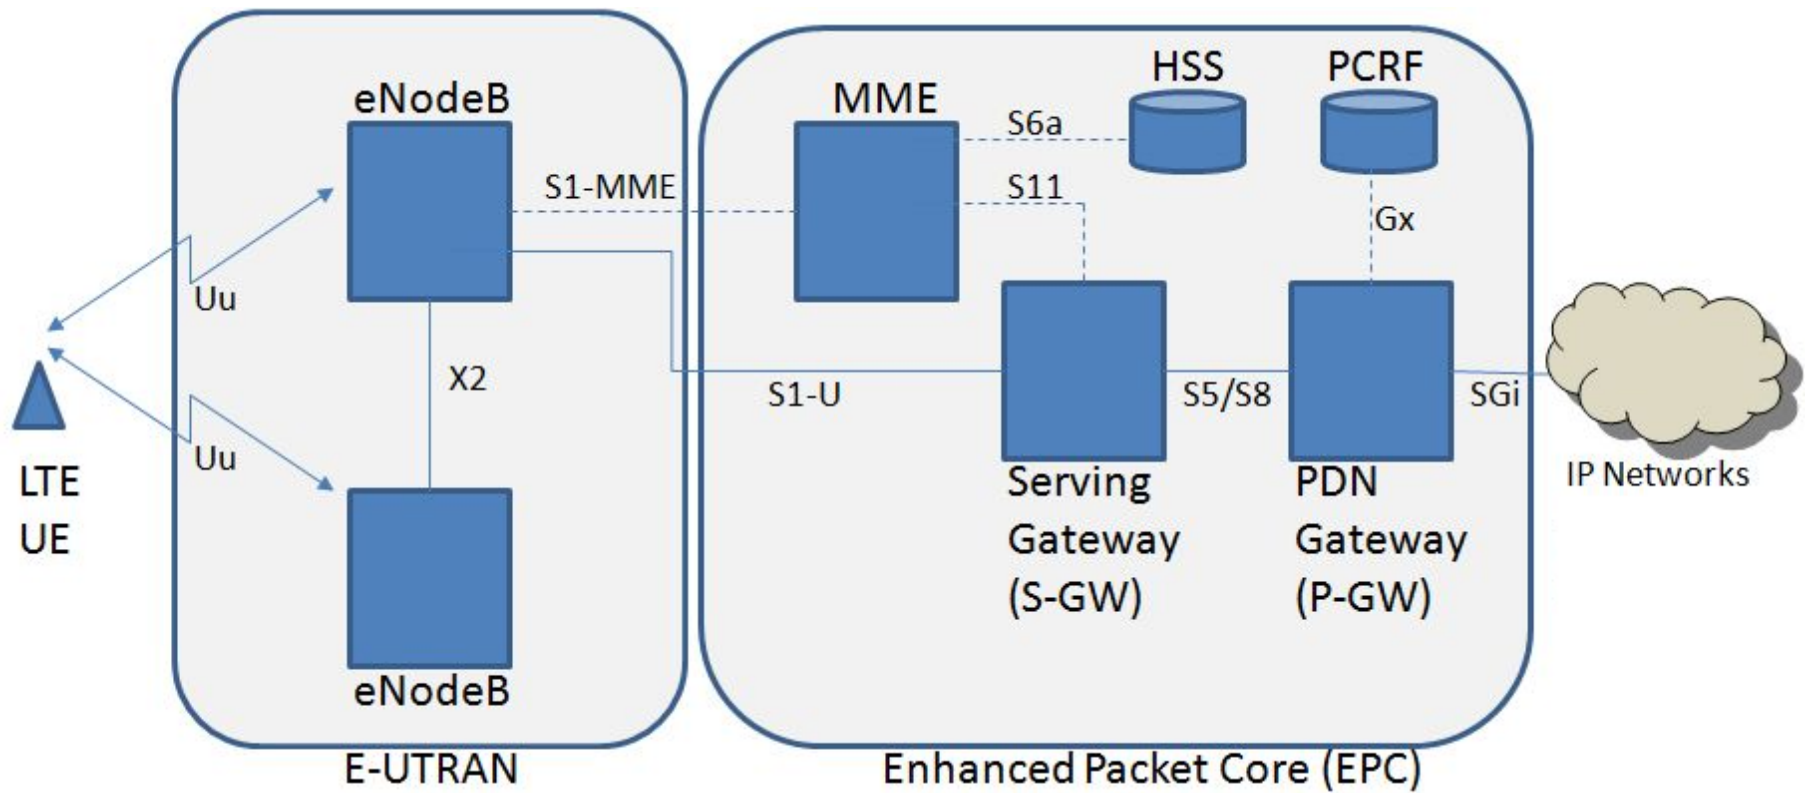 HSS
PCRF
eNodeB
MME
S6a
S1-MME
S11
Gx
Uu
X2
S1-U
S5/S8
SGi
Uu
LTE
UE
Serving
Gateway
(S-GW)
PDN
Gateway
(P-GW)
IP Networks
eNodeB
E-UTRAN
Enhanced Packet Core (EPC)